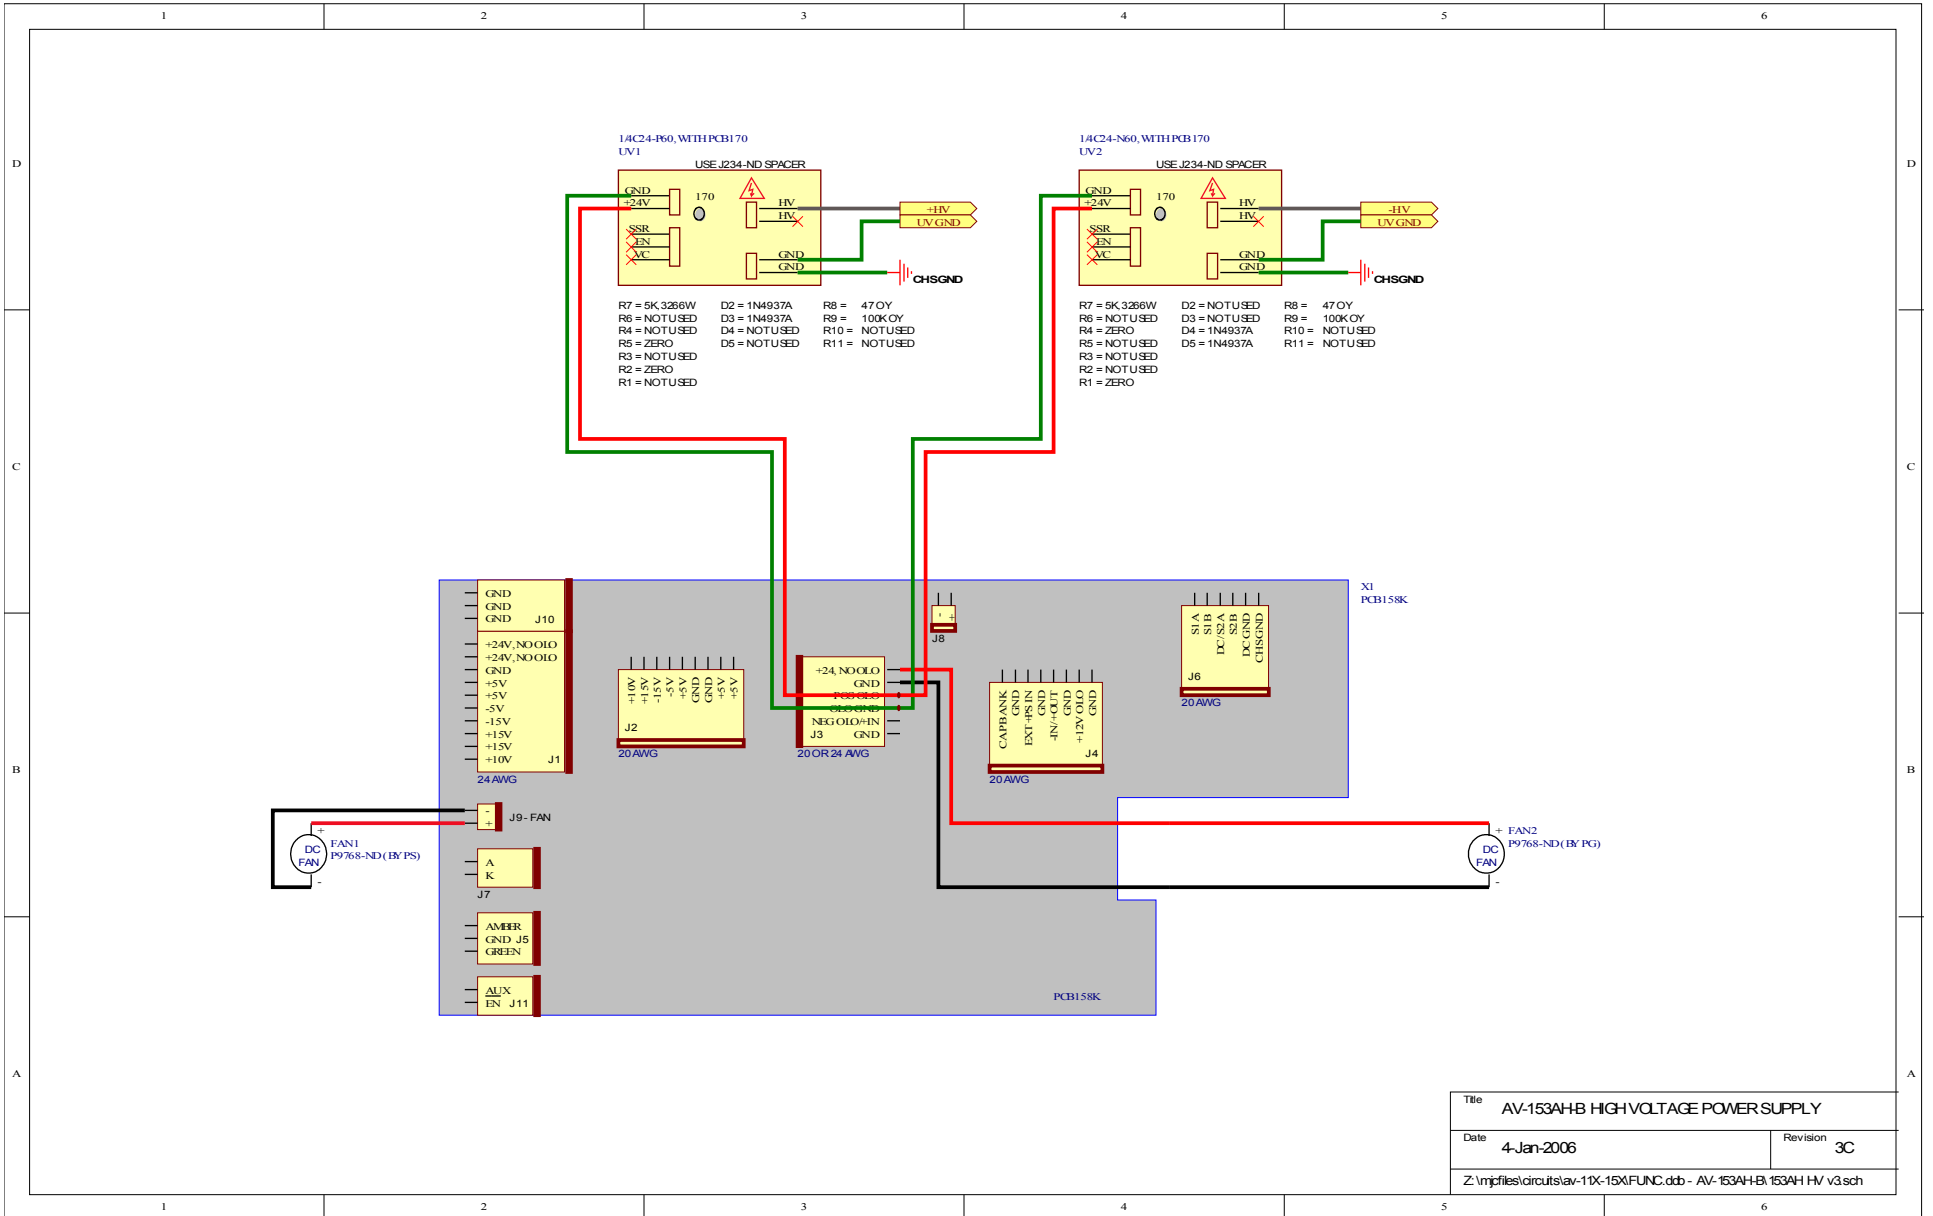 1 2 3 4 5 6
D
D
C
C
B
B
A
A
1/4C24-P60, WITH PCB170
UV1
USE J234-ND SPACER
GND
+24V
170
HV
HV
SSR
EN
VC
GND
GND
+HV
UV GND
CHSGND
R7 = 5K, 3266W D2 = 1N4937A R8 = 47 OY
R6 = NOT USED D3 = 1N4937A R9 = 100K OY
R4 = NOT USED D4 = NOT USED R10 = NOT USED
R5 = ZERO D5 = NOT USED R11 = NOT USED
R3 = NOT USED
R2 = ZERO
R1 = NOT USED
1/4C24-N60, WITH PCB170
UV2
USE J234-ND SPACER
GND
+24V
170
HV
HV
SSR
EN
VC
GND
GND
-HV
UV GND
CHSGND
R7 = 5K, 3266W D2 = NOT USED R8 = 47 OY
R6 = NOT USED D3 = NOT USED R9 = 100K OY
R4 = ZERO D4 = 1N4937A R10 = NOT USED
R5 = NOT USED D5 = 1N4937A R11 = NOT USED
R3 = NOT USED
R2 = NOT USED
R1 = ZERO
X1
PCB158K
GND
GND
GND J10
+24V, NO OLO
+24V, NO OLO
GND
+5V
+5V
-5V
-15V
+15V
+15V
+10V J1
24 AWG
+10V
+15V
-15V
-5V
+5V
GND
GND
+5V
+5V
J2
20 AWG
+24, NO OLO
GND
POS OLO
OLO GND
NEG OLO/+IN
J3 GND
20 OR 24 AWG
- +
J8
CAP BANK
GND
EXT +PS IN
GND
-IN/+OUT
GND
+12V OLO
GND
J4
20 AWG
S1A
S1B
DC/S2A
S2B
DC GND
CHSGND
J6
20 AWG
-
+
J9 - FAN
+
DC
FAN
-
FAN1
P9768-ND (BY PS)
A
K
J7
AMBER
GND J5
GREEN
AUX
EN J11
PCB158K
+
DC
FAN
-
FAN2
P9768-ND (BY PG)
Title AV-153AH-B HIGH VOLTAGE POWER SUPPLY
Date 4-Jan-2006 Revision 3C
Z:\mjcfiles\circuits\av-11X-15X\FUNC.ddb - AV-153AH-B\153AH HV v3.sch
1 2 3 4 5 6